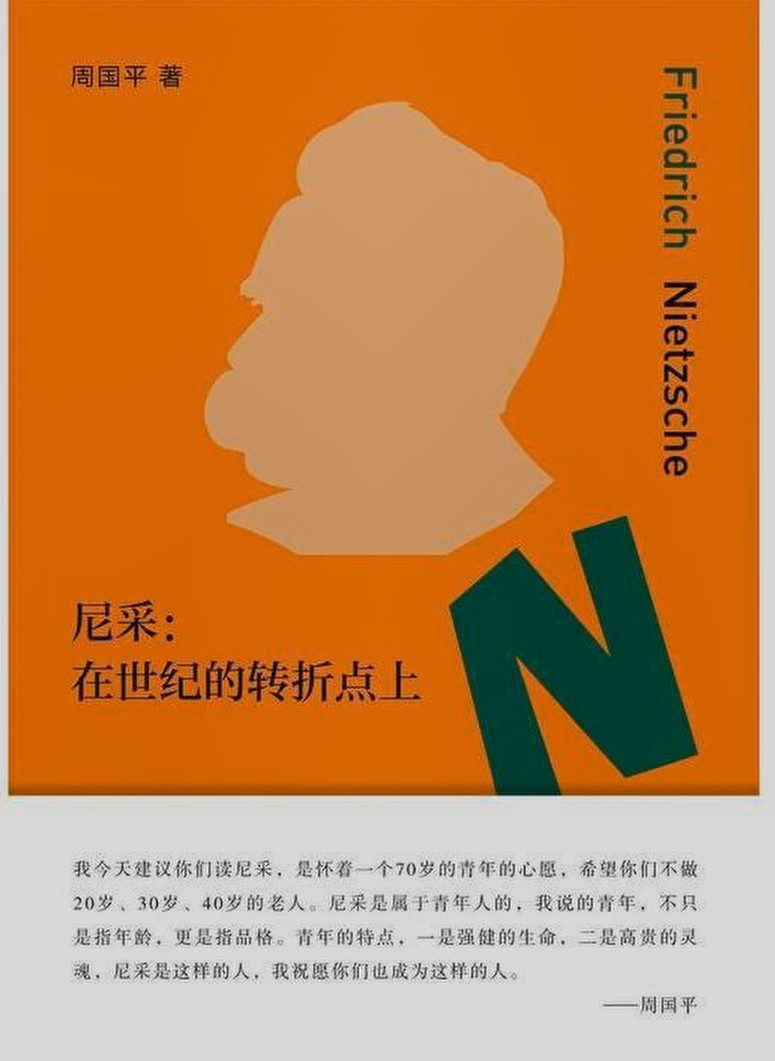 周国平 著
Friedrich Nietzsche
尼采：
在世纪的转折点上
N
我今天建议你们读尼采，是怀着一个70岁的青年的心愿，希望你们不做
20岁、30岁、40岁的老人。尼采是属于青年人的，我说的青年，不只
是指年龄，更是指品格。青年的特点，一是强健的生命，二是高贵的灵
魂，尼采是这样的人，我祝愿你们也成为这样的人。
——周国平